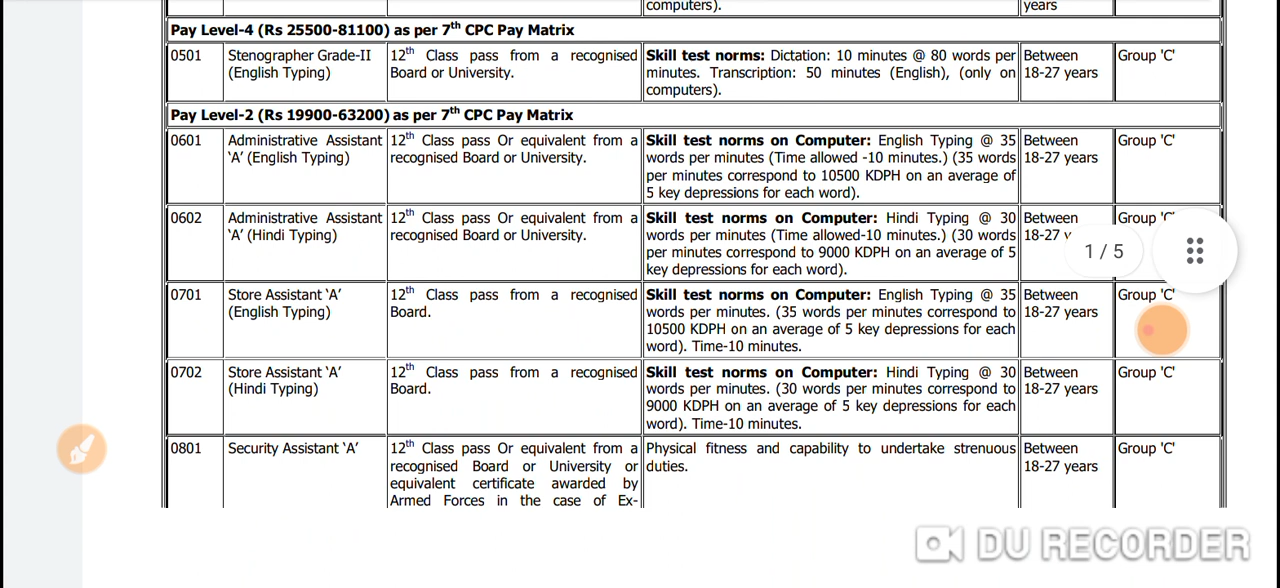 computers).
years
Pay Level-4 (Rs 25500-81100) as per 7th CPC Pay Matrix
0501
Stenographer Grade-II
(English Typing)
12th Class pass from a recognised
Board or University.
Skill test norms: Dictation: 10 minutes @ 80 words per
minutes. Transcription: 50 minutes (English), (only on
computers).
Between
18-27 years
Group 'C'
Pay Level-2 (Rs 19900-63200) as per 7th CPC Pay Matrix
0601
Administrative Assistant
'A' (English Typing)
12th Class pass Or equivalent from a
recognised Board or University.
Skill test norms on Computer: English Typing @ 35
words per minutes (Time allowed -10 minutes.) (35 words
per minutes correspond to 10500 KDPH on an average of
5 key depressions for each word).
Between
18-27 years
Group 'C'
0602
Administrative Assistant
'A' (Hindi Typing)
12th Class pass Or equivalent from a
recognised Board or University.
Skill test norms on Computer: Hindi Typing @ 30
words per minutes (Time allowed-10 minutes.) (30 words
per minutes correspond to 9000 KDPH on an average of 5
key depressions for each word).
Between
18-27
Group 'C'
1 / 5
0701
Store Assistant 'A'
(English Typing)
12th Class pass from a recognised
Board.
Skill test norms on Computer: English Typing @ 35
words per minutes. (35 words per minutes correspond to
10500 KDPH on an average of 5 key depressions for each
word). Time-10 minutes.
Between
18-27 years
Group 'C'
0702
Store Assistant 'A'
(Hindi Typing)
12th Class pass from a recognised
Board.
Skill test norms on Computer: Hindi Typing @ 30
words per minutes. (30 words per minutes correspond to
9000 KDPH on an average of 5 key depressions for each
word). Time-10 minutes.
Between
18-27 years
Group 'C'
0801
Security Assistant 'A'
12th Class pass Or equivalent from a
recognised Board or University or
equivalent certificate awarded by
Armed Forces in the case of Ex-
Physical fitness and capability to undertake strenuous
duties.
Between
18-27 years
Group 'C'
DU RECORDER